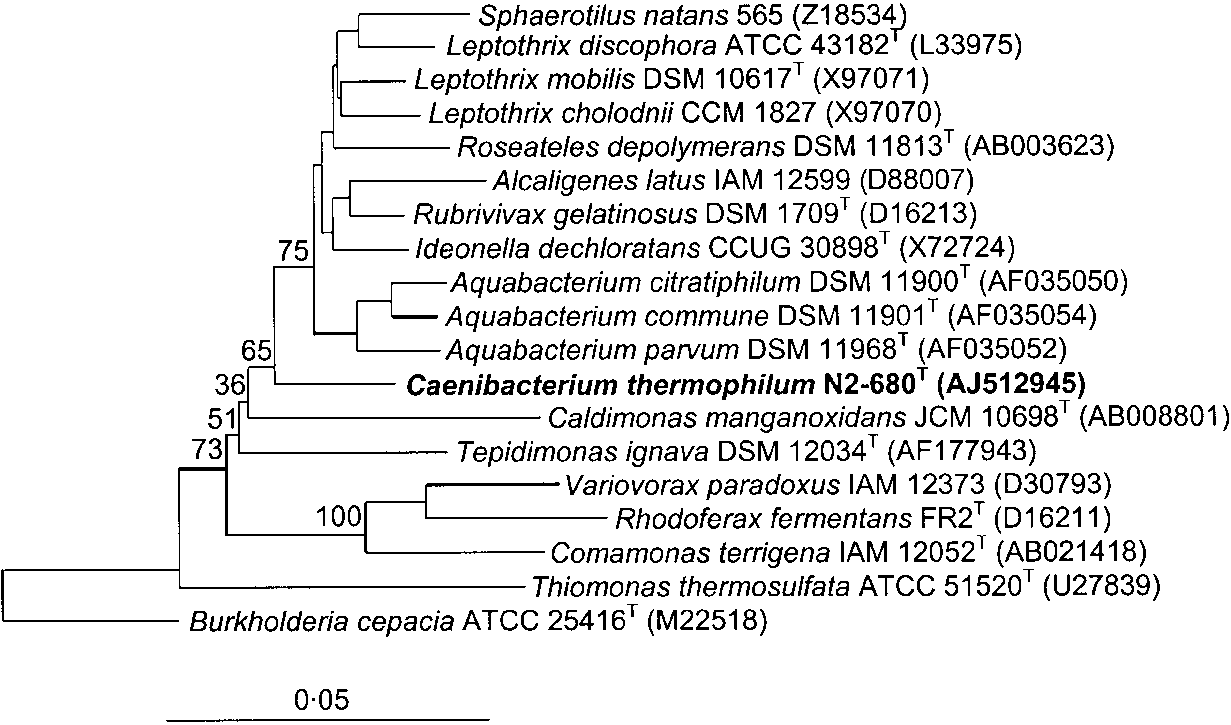 Sphaerotilus natans 565 (Z18534)
Leptothrix discophora ATCC 43182ᵀ (L33975)
Leptothrix mobilis DSM 10617ᵀ (X97071)
Leptothrix cholodnii CCM 1827 (X97070)
Roseateles depolymerans DSM 11813ᵀ (AB003623)
Alcaligenes latus IAM 12599 (D88007)
Rubrivivax gelatinosus DSM 1709ᵀ (D16213)
Ideonella dechloratans CCUG 30898ᵀ (X72724)
75
Aquabacterium citratiphilum DSM 11900ᵀ (AF035050)
Aquabacterium commune DSM 11901ᵀ (AF035054)
Aquabacterium parvum DSM 11968ᵀ (AF035052)
65
Caenibacterium thermophilum N2-680ᵀ (AJ512945)
36
Caldimonas manganoxidans JCM 10698ᵀ (AB008801)
51
Tepidimonas ignava DSM 12034ᵀ (AF177943)
73
Variovorax paradoxus IAM 12373 (D30793)
100
Rhodoferax fermentans FR2ᵀ (D16211)
Comamonas terrigena IAM 12052ᵀ (AB021418)
Thiomonas thermosulfata ATCC 51520ᵀ (U27839)
Burkholderia cepacia ATCC 25416ᵀ (M22518)
0·05